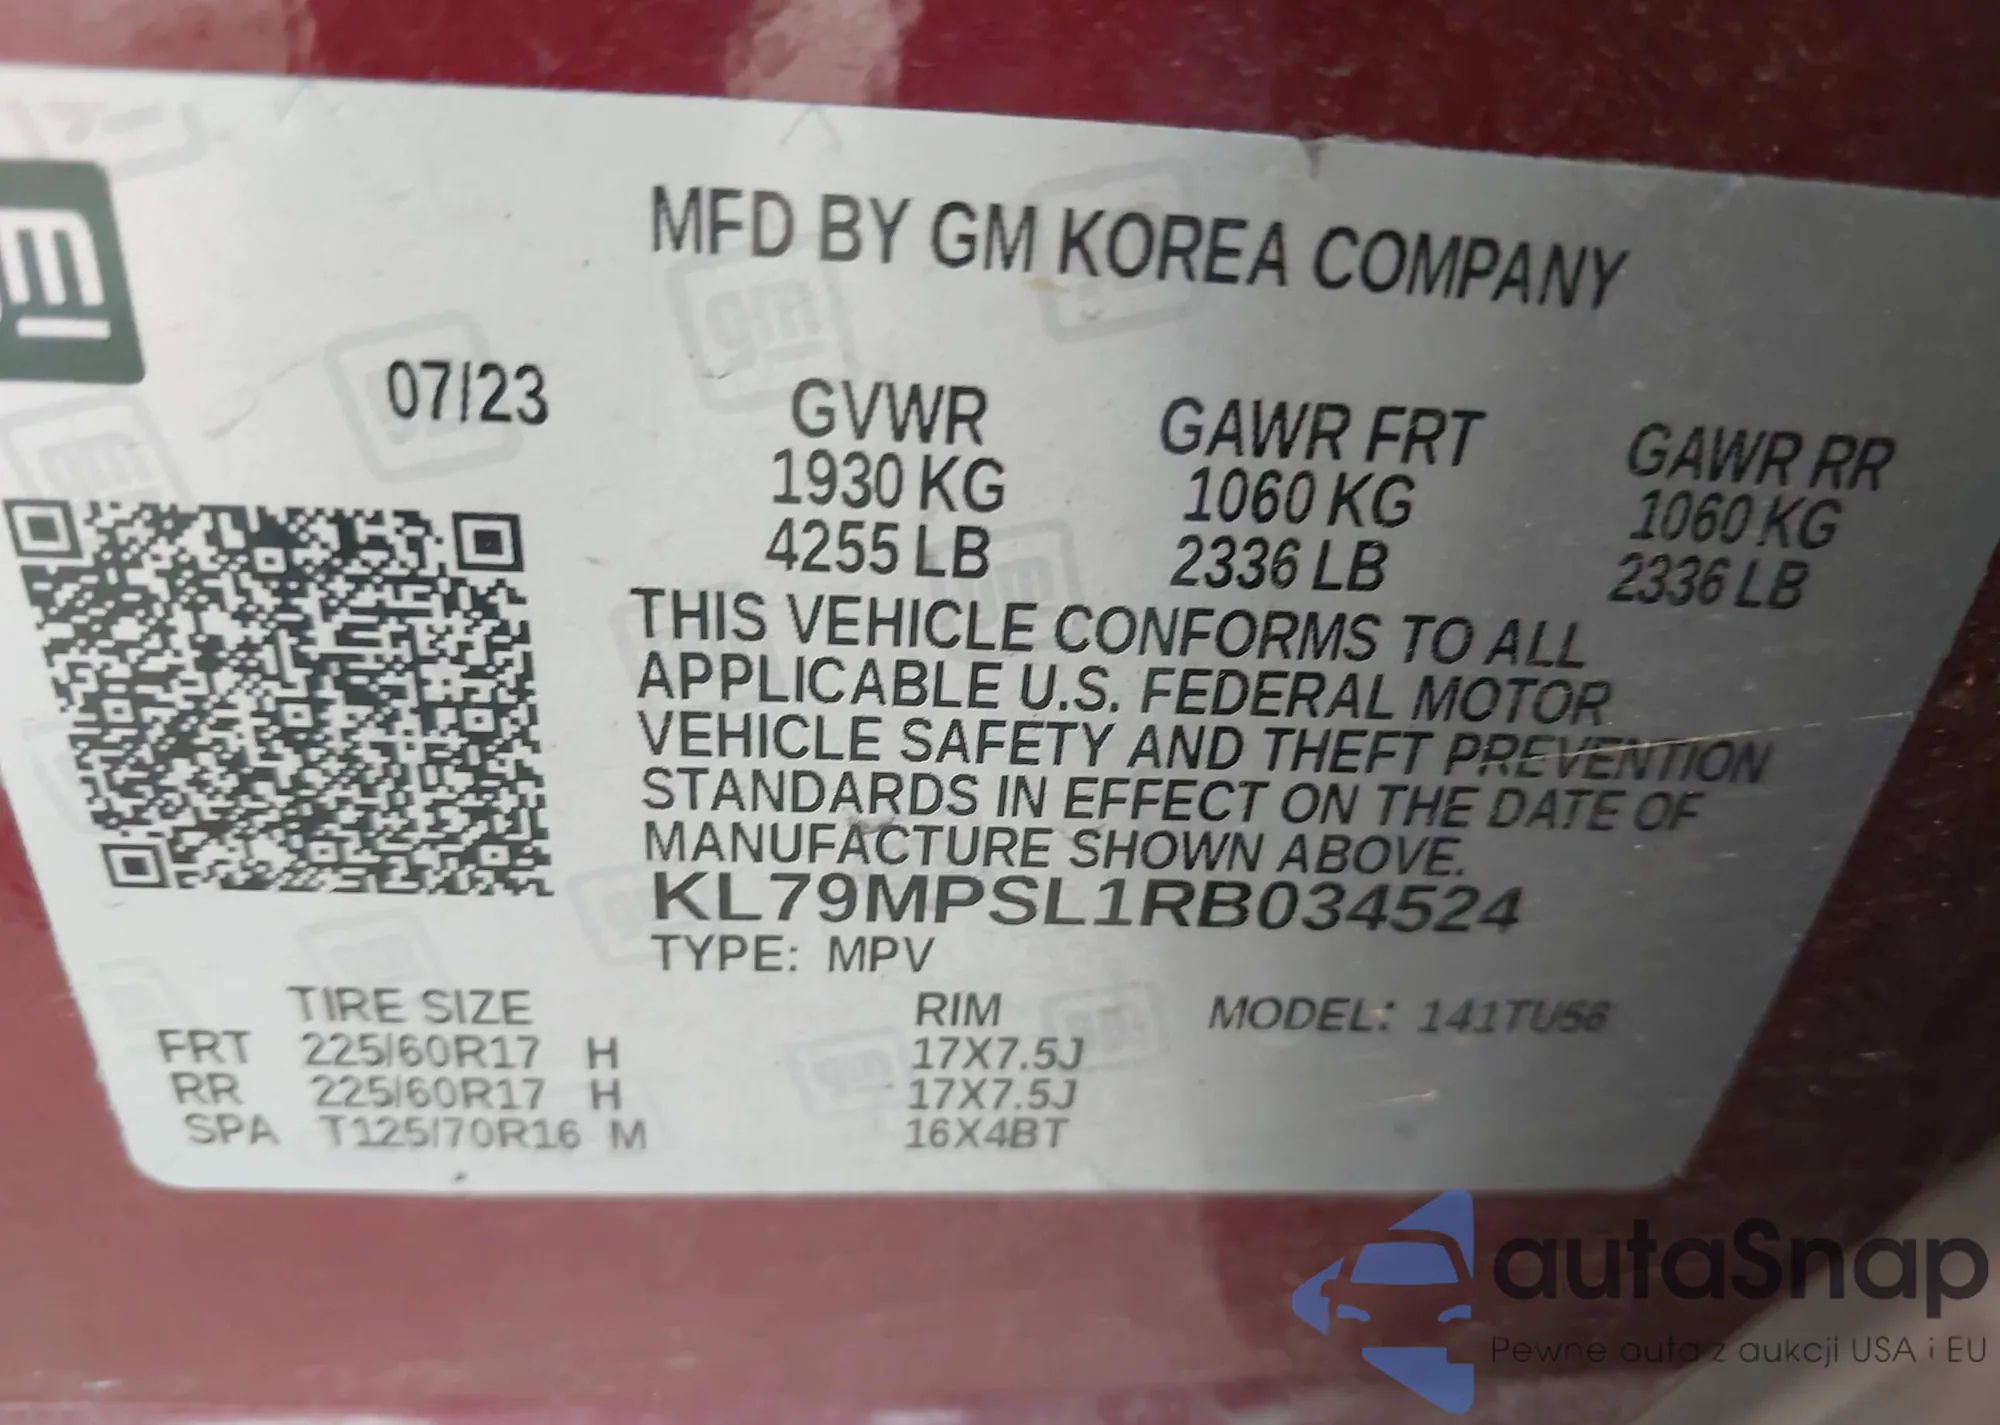 gm
MFD BY GM KOREA COMPANY
07/23
GVWR GAWR FRT GAWR RR
1930 KG 1060 KG 1060 KG
4255 LB 2336 LB 2336 LB
THIS VEHICLE CONFORMS TO ALL
APPLICABLE U.S. FEDERAL MOTOR
VEHICLE SAFETY AND THEFT PREVENTION
STANDARDS IN EFFECT ON THE DATE OF
MANUFACTURE SHOWN ABOVE.
KL79MPSL1RB034524
TYPE: MPV
TIRE SIZE RIM MODEL: 141TU56
FRT 225/60R17 H 17X7.5J
RR 225/60R17 H 17X7.5J
SPA T125/70R16 M 16X4BT
autaSnap
Pewne auta z aukcji USA i EU